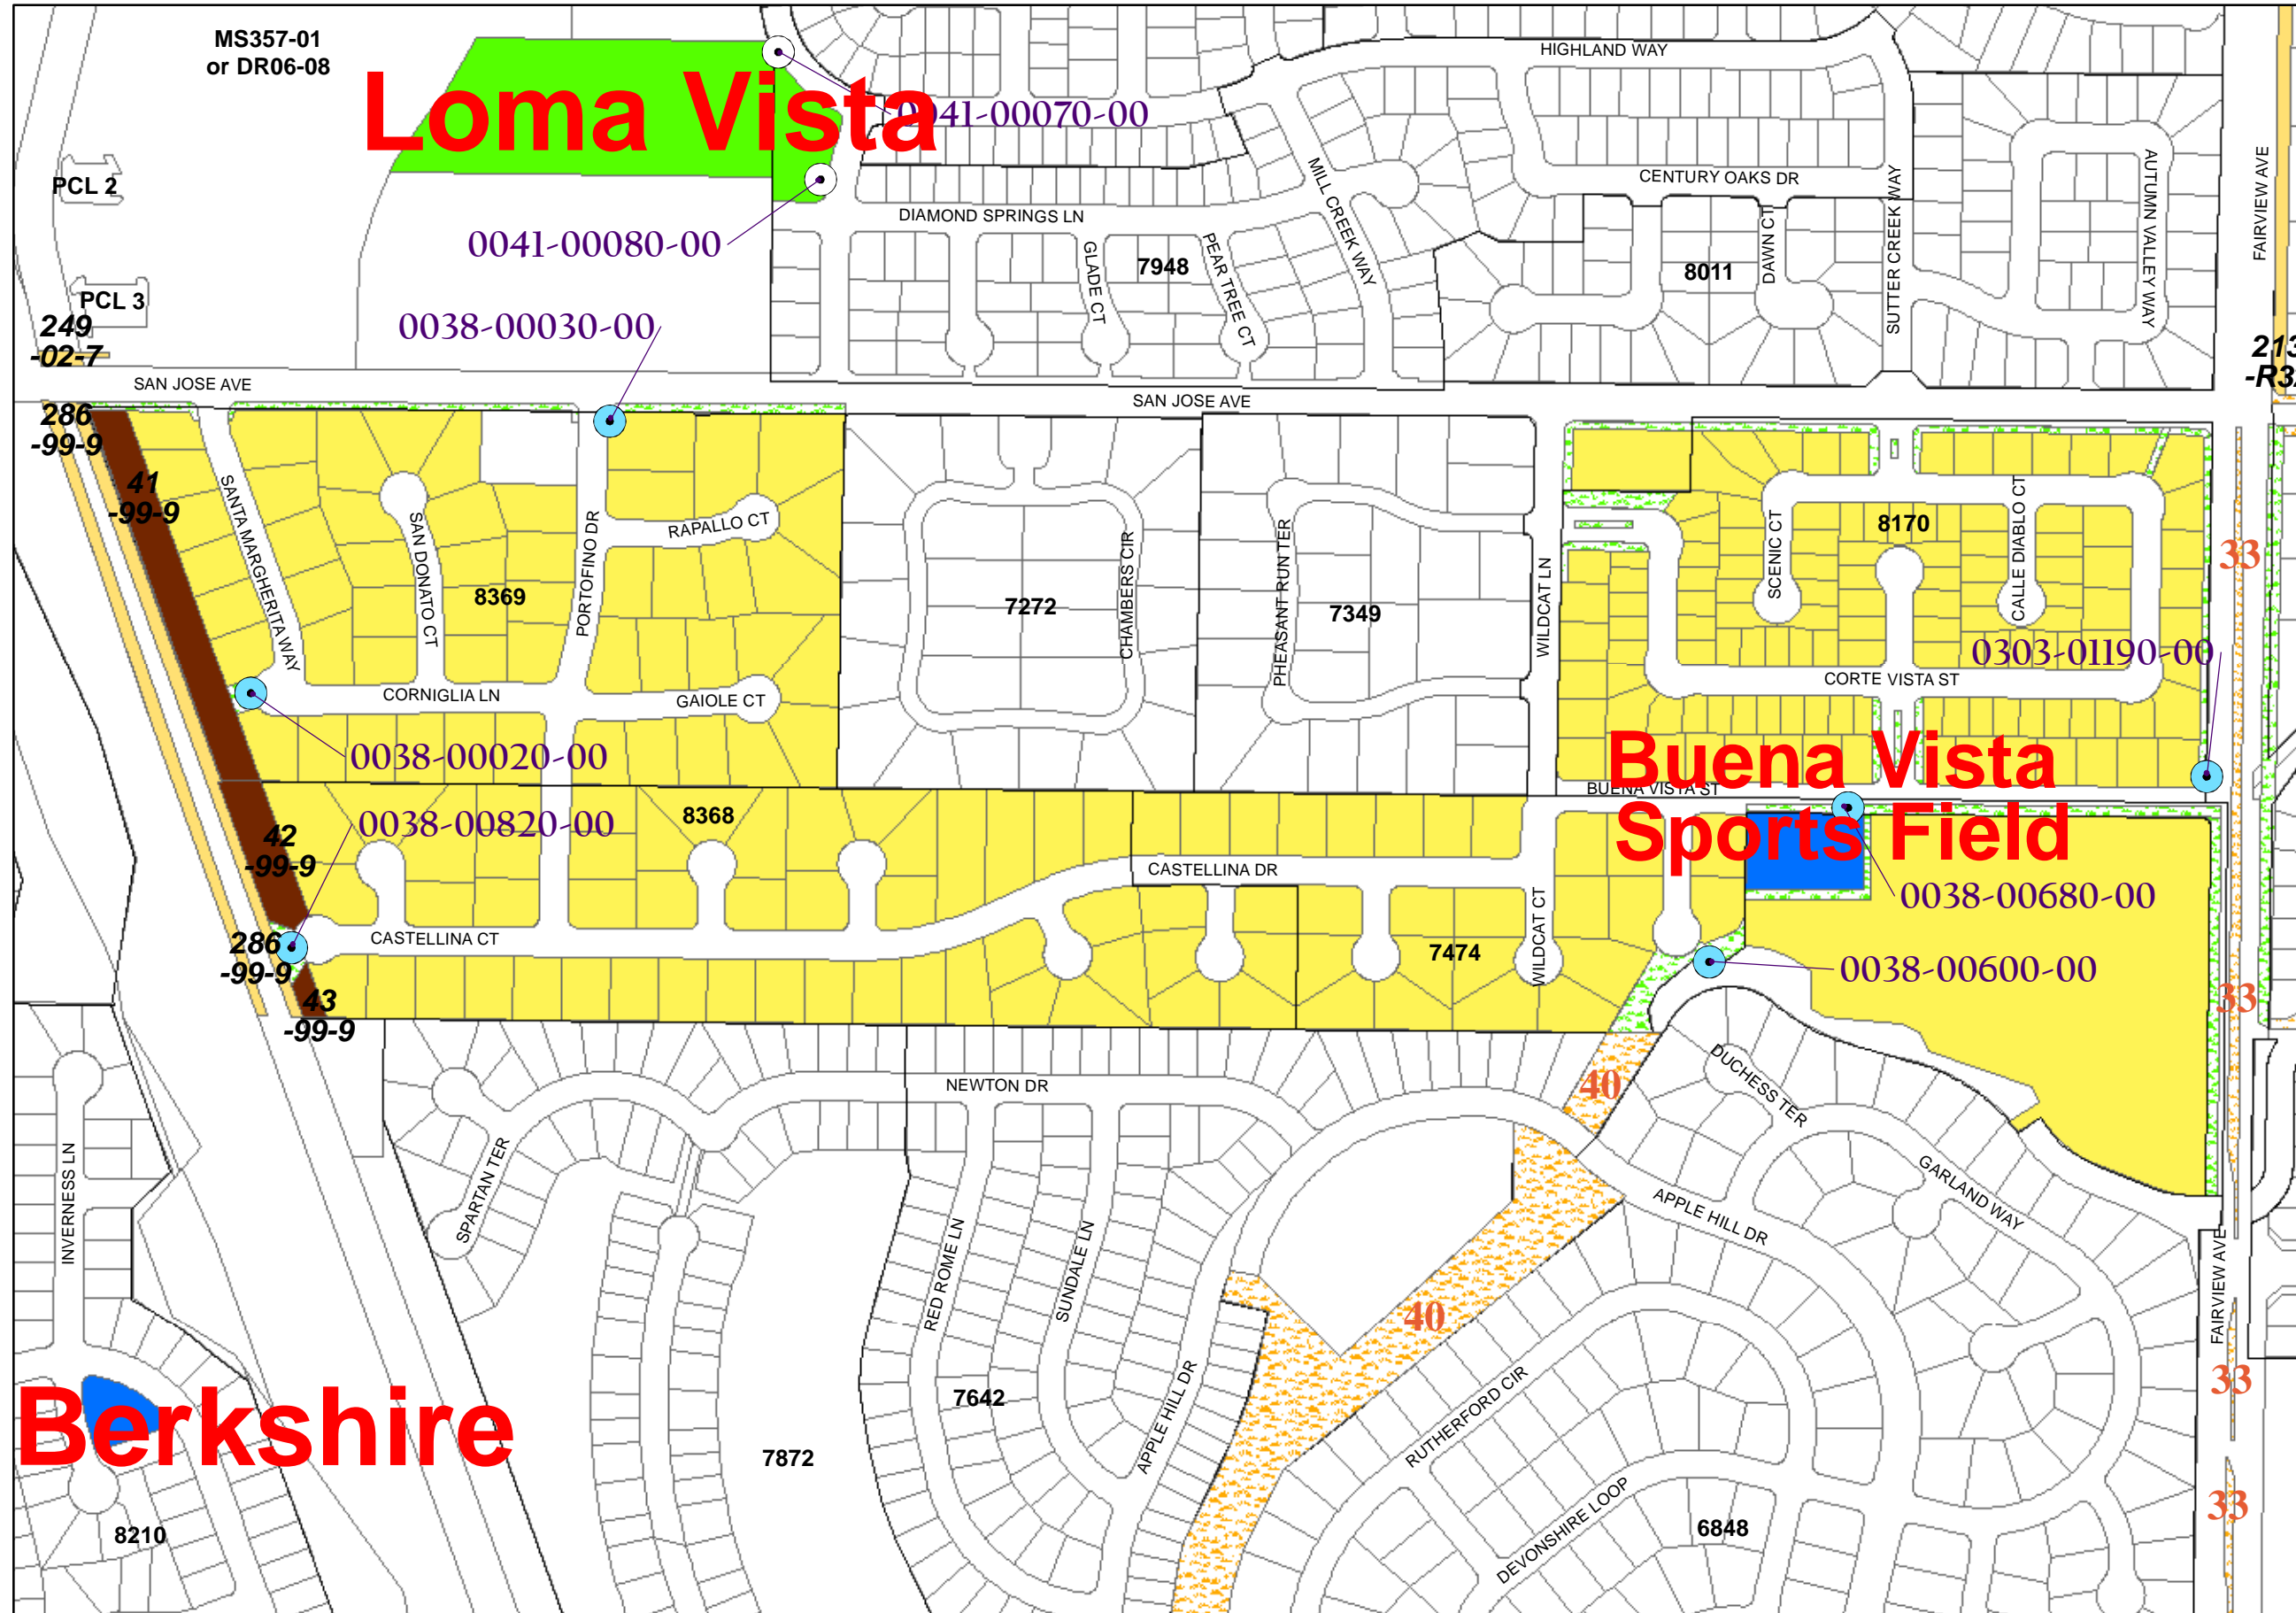 MS357-01
or DR06-08
HIGHLAND WAY
Loma Vista
0041-00070-00
PCL 2
MILL CREEK WAY
CENTURY OAKS DR
SUTTER CREEK WAY
AUTUMN VALLEY WAY
FAIRVIEW AVE
DIAMOND SPRINGS LN
0041-00080-00
GLADE CT
7948
PEAR TREE CT
8011
DAWN CT
PCL 3
249
-02-7
0038-00030-00
SAN JOSE AVE
SAN JOSE AVE
286
-99-9
41
-99-9
SANTA MARGHERITA WAY
SAN DONATO CT
8369
PORTOFINO DR
RAPALLO CT
7272
CHAMBERS CIR
PHEASANT RUN TER
7349
WILDCAT LN
SCENIC CT
8170
CALLE DIABLO CT
33
0303-01190-00
CORTE VISTA ST
CORNIGLIA LN
GAIOLE CT
0038-00020-00
Buena Vista
BUENA VISTA ST
Sports Field
0038-00820-00
8368
42
-99-9
CASTELLINA DR
0038-00680-00
CASTELLINA CT
WILDCAT CT
7474
286
-99-9
0038-00600-00
33
43
-99-9
NEWTON DR
40
DUCHESS TER
INVERNESS LN
SPARTAN TER
RED ROME LN
SUNDALE LN
APPLE HILL DR
GARLAND WAY
FAIRVIEW AVE
40
33
Berkshire
7642
APPLE HILL DR
RUTHERFORD CIR
7872
8210
DEVONSHIRE LOOP
6848
33